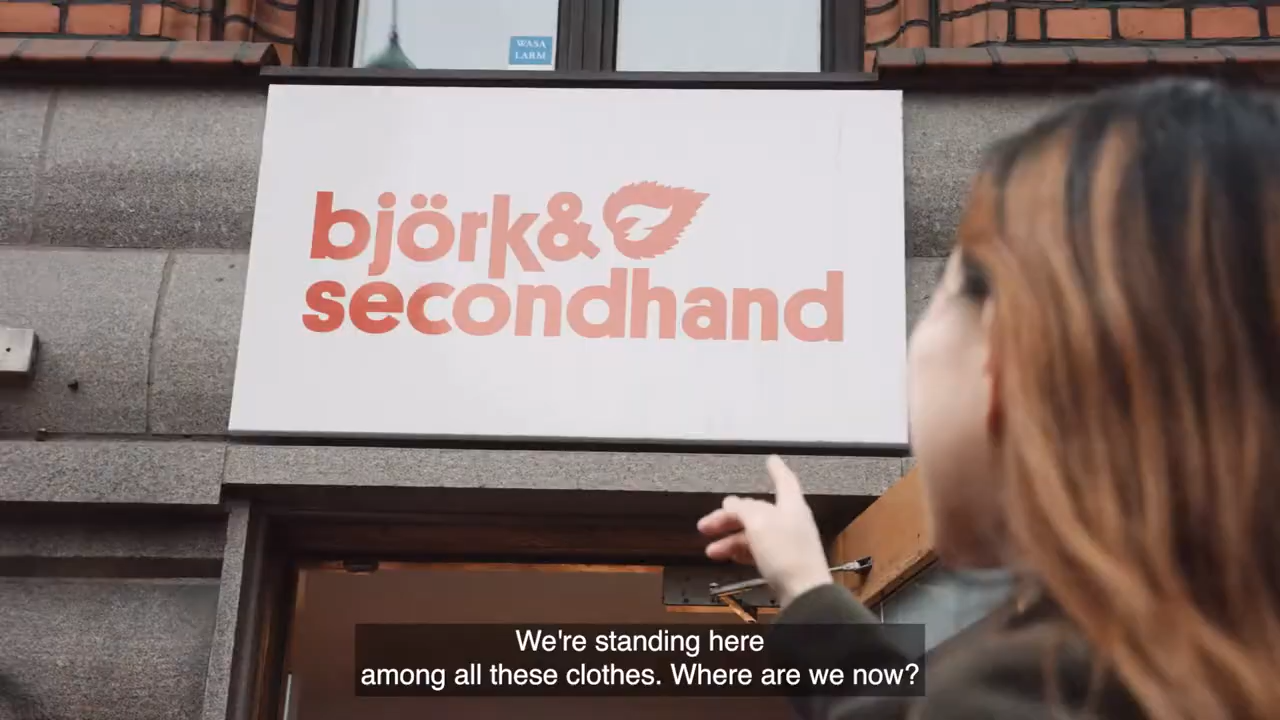 WASA
LARM
björk&
secondhand
We're standing here
among all these clothes. Where are we now?